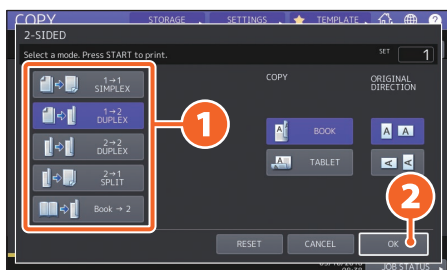 COPY STORAGE SETTINGS TEMPLATE
2-SIDED
Select a mode. Press START to print.
SET 1
1→1
SIMPLEX
1→2
DUPLEX
2→2
DUPLEX
2→1
SPLIT
Book → 2
1
COPY
BOOK
TABLET
ORIGINAL
DIRECTION
A A
A A
2
RESET CANCEL OK
JOB STATUS